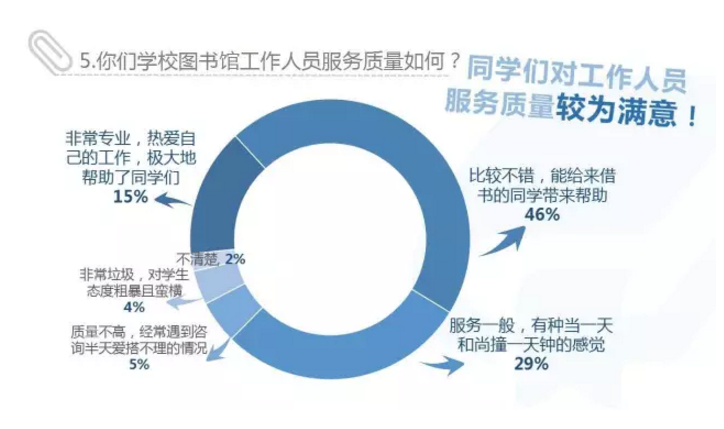 5.你们学校图书馆工作人员服务质量如何？
同学们对工作人员
服务质量较为满意！
非常专业，热爱自
己的工作，极大地
帮助了同学们
15%
比较不错，能给来借
书的同学带来帮助
46%
不清楚, 2%
非常垃圾，对学生
态度粗暴且蛮横
4%
质量不高，经常遇到咨
询半天爱搭不理的情况
5%
服务一般，有种当一天
和尚撞一天钟的感觉
29%